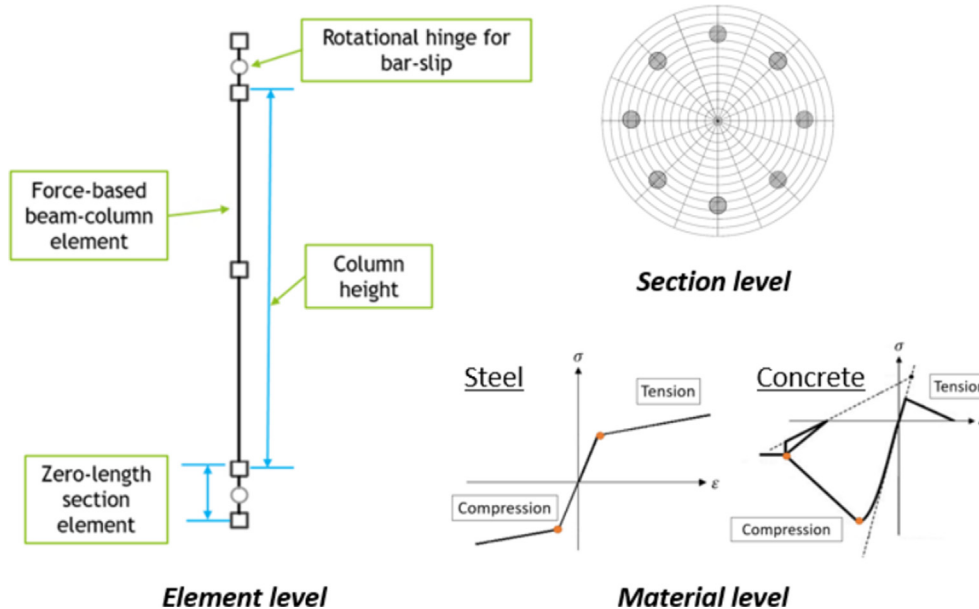 Rotational hinge for
bar-slip
Force-based
beam-column
element
Column
height
Zero-length
section
element
Element level
Section level
Steel
σ
Tension
ε
Compression
Concrete
σ
Tension
Compression
Material level